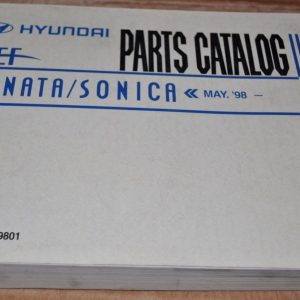 HYUNDAI PARTS CATALOG
EF
NATA/SONICA « MAY. '98 –
9801